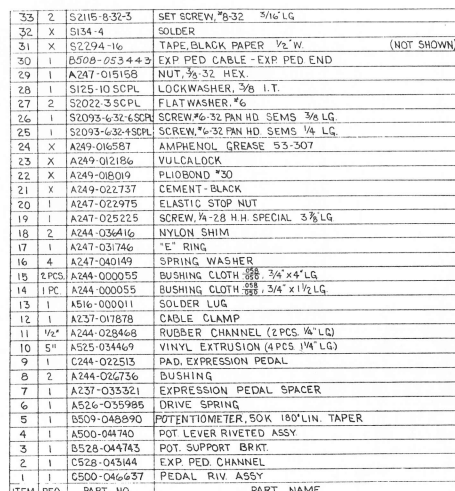 33 2 S2115-8-32-3 SET SCREW, #8-32 3/16" LG
32 X S134-4 SOLDER
31 X S2294-16 TAPE, BLACK PAPER 1/2" W. (NOT SHOWN)
30 1 B508-053443 EXP PED CABLE - EXP. PED. END
29 1 A247-015158 NUT, 3/8-32 HEX.
28 1 S125-10 SCPL LOCKWASHER, 3/8 I.T.
27 2 S2022-3 SCPL FLATWASHER, #6
26 1 S2093-632-6 SCPL SCREW, #6-32 PAN HD. SEMS 3/8 LG.
25 1 S2093-632-4 SCPL SCREW, #6-32 PAN HD. SEMS 1/4 LG.
24 X A249-016587 AMPHENOL GREASE 53-307
23 X A249-012186 VULCALOCK
22 X A249-018019 PLIOBOND #30
21 X A249-022737 CEMENT - BLACK
20 1 A247-022975 ELASTIC STOP NUT
19 1 A247-025225 SCREW, 1/4-28 H.H. SPECIAL 3 7/8 LG
18 2 A244-036416 NYLON SHIM
17 1 A247-031746 "E" RING
16 4 A247-040149 SPRING WASHER
15 2 PCS. A244-000055 BUSHING CLOTH .058 .050, 3/4" x 4" LG
14 1 PC. A244-000055 BUSHING CLOTH .058 .050, 3/4" x 1 1/2 LG
13 1 A516-000011 SOLDER LUG
12 1 A237-017878 CABLE CLAMP
11 1/2" A244-028468 RUBBER CHANNEL (2 PCS. 1/4" LG)
10 5" A525-034469 VINYL EXTRUSION (4 PCS. 1 1/4" LG)
9 1 C244-022513 PAD, EXPRESSION PEDAL
8 2 A244-026736 BUSHING
7 1 A237-033321 EXPRESSION PEDAL SPACER
6 1 A526-035985 DRIVE SPRING
5 1 B509-048890 POTENTIOMETER, 50K 180° LIN. TAPER
4 1 A500-044740 POT LEVER RIVETED ASSY.
3 1 B528-044743 POT. SUPPORT BRKT.
2 1 C528-043144 EXP. PED. CHANNEL
1 1 C500-046637 PEDAL RIV. ASSY
ITEM REQ. PART NO. PART NAME